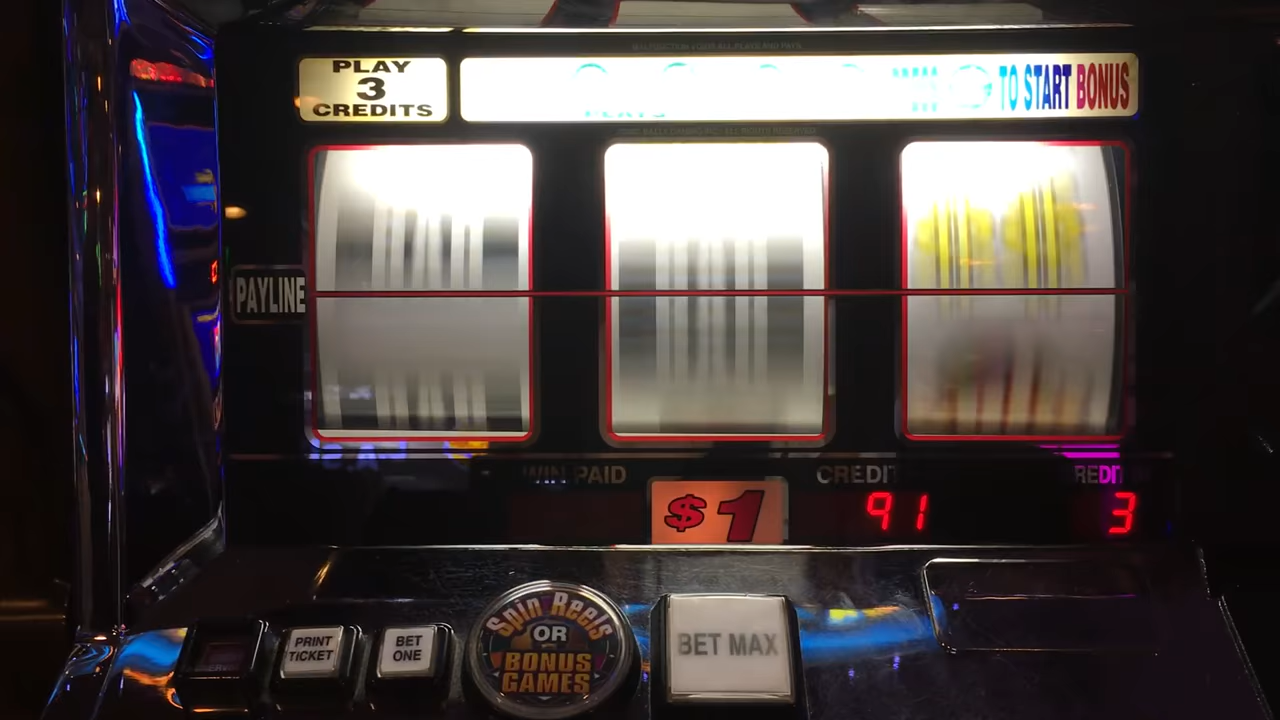 PLAY
3
CREDITS
TO START BONUS
PAYLINE
WIN PAID
CREDIT
$1
91
3
PRINT
TICKET
BET
ONE
Spin Reels
OR
BONUS
GAMES
BET MAX